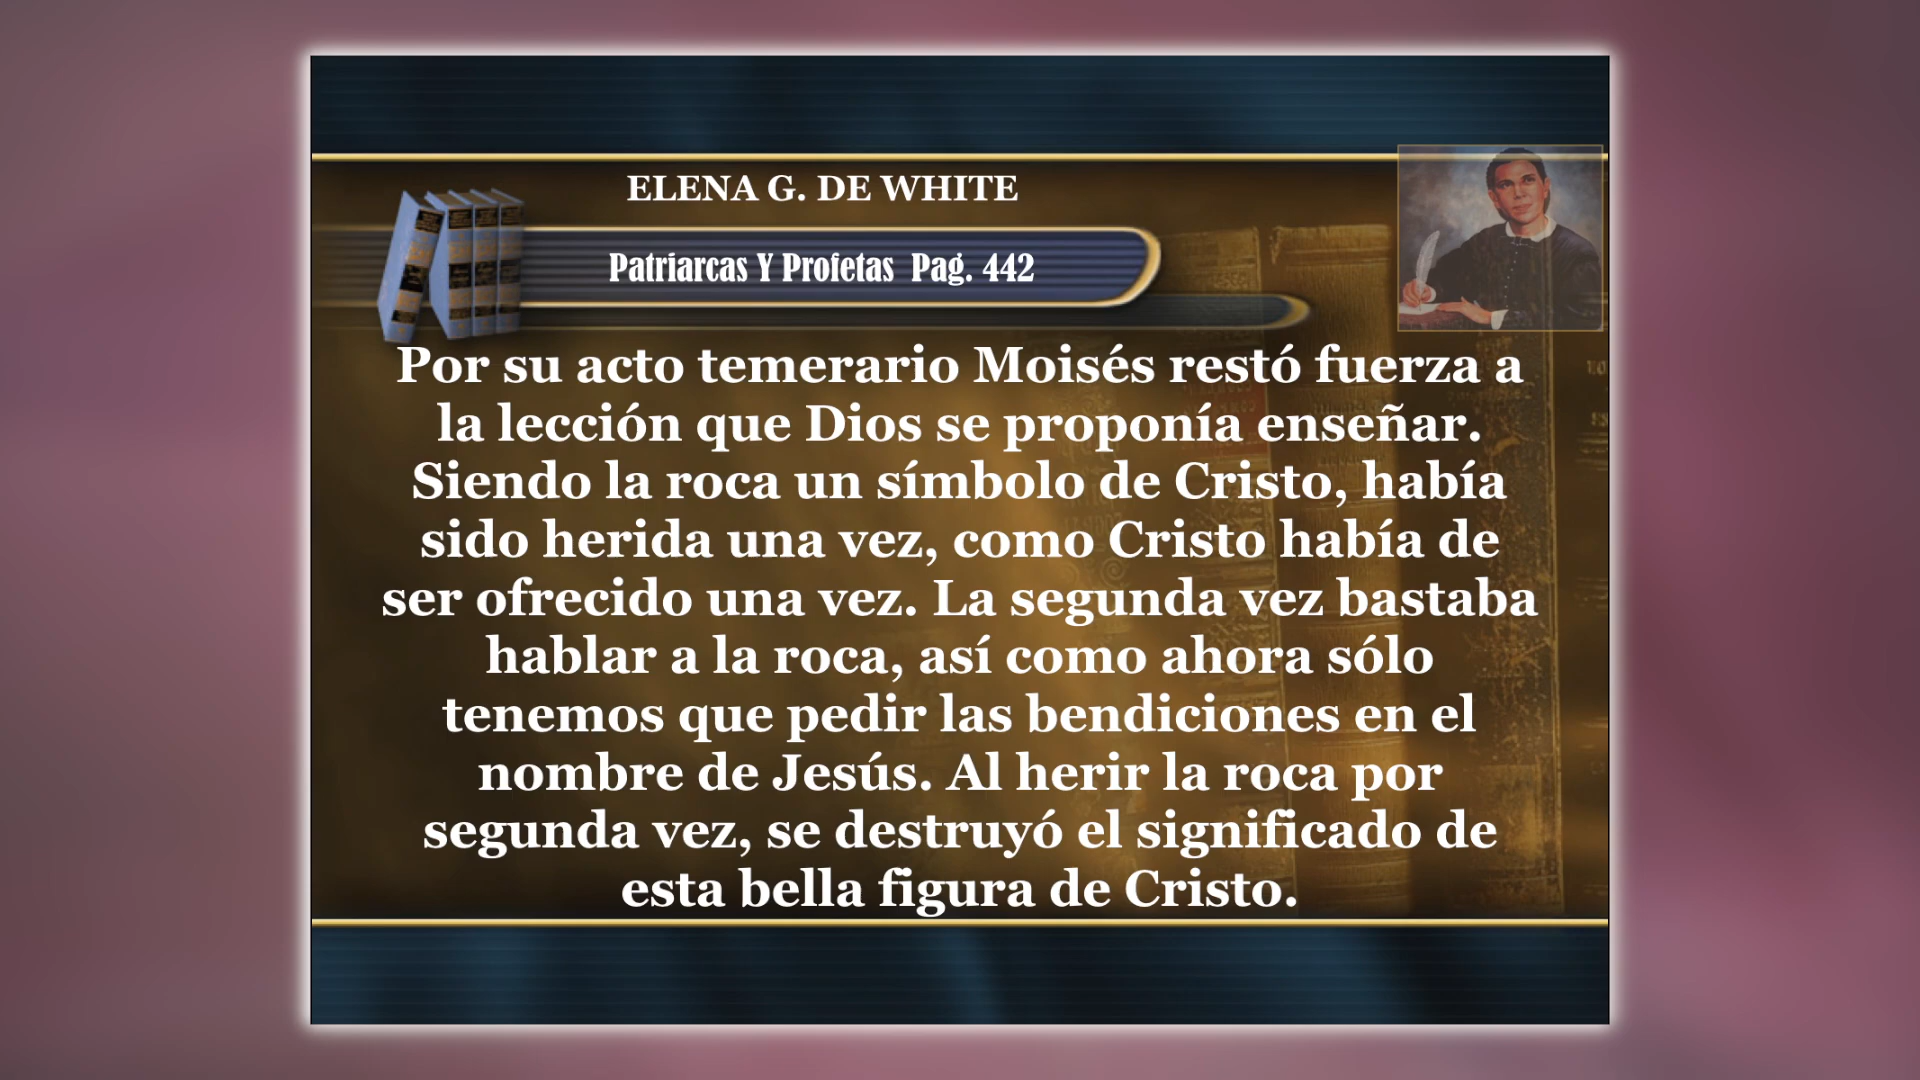 ELENA G. DE WHITE
Patriarcas Y Profetas Pag. 442
Por su acto temerario Moisés restó fuerza a
la lección que Dios se proponía enseñar.
Siendo la roca un símbolo de Cristo, había
sido herida una vez, como Cristo había de
ser ofrecido una vez. La segunda vez bastaba
hablar a la roca, así como ahora sólo
tenemos que pedir las bendiciones en el
nombre de Jesús. Al herir la roca por
segunda vez, se destruyó el significado de
esta bella figura de Cristo.